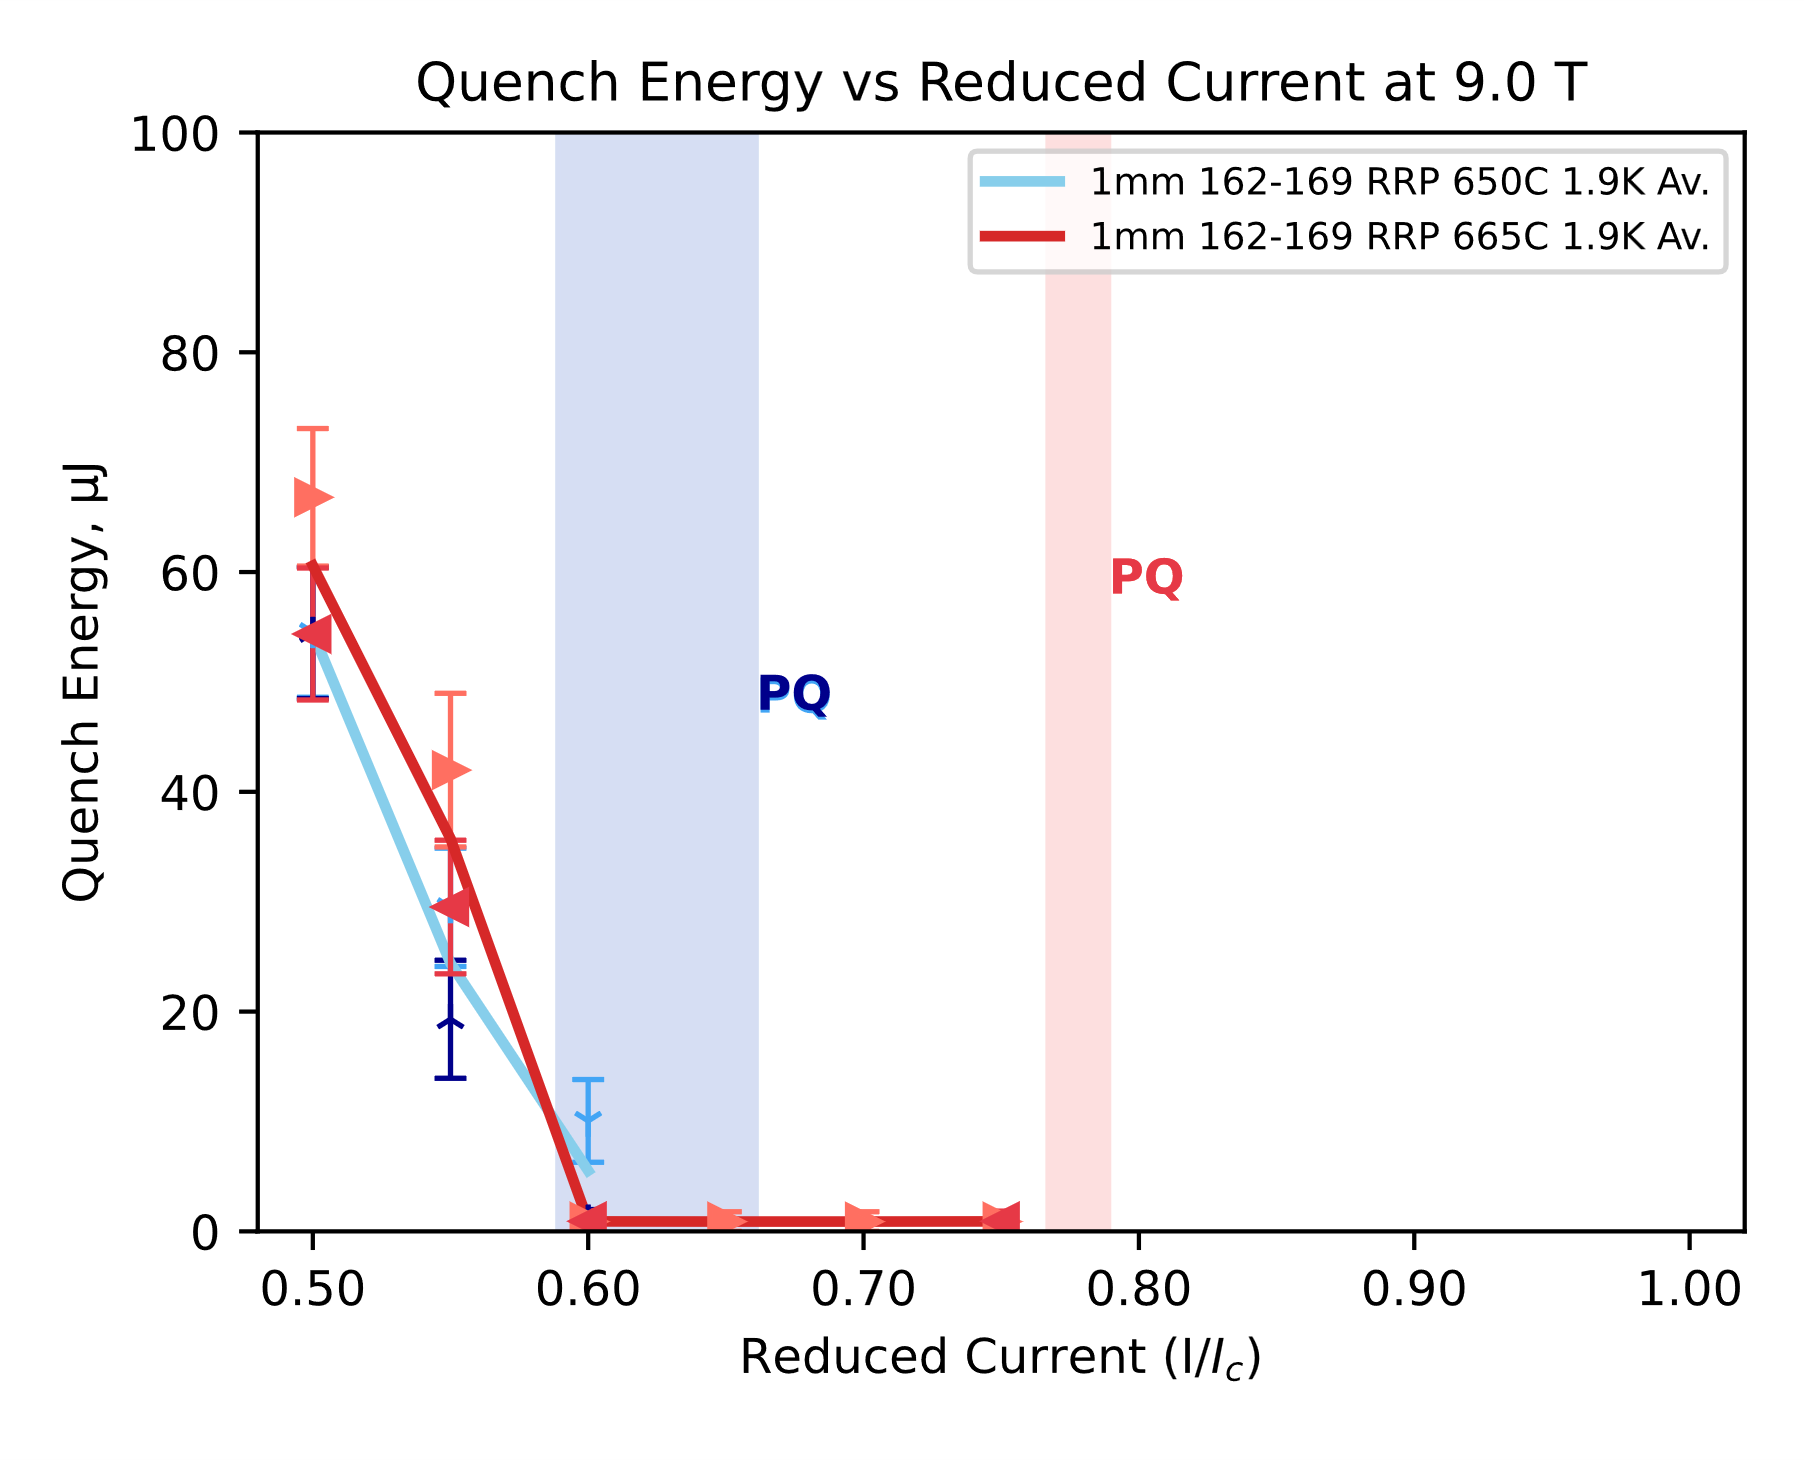 Quench Energy vs Reduced Current at 9.0 T
100
80
60
40
20
0
Quench Energy, µJ
1mm 162-169 RRP 650C 1.9K Av.
1mm 162-169 RRP 665C 1.9K Av.
PQ
PQ
0.50 0.60 0.70 0.80 0.90 1.00
Reduced Current (I/I_c)